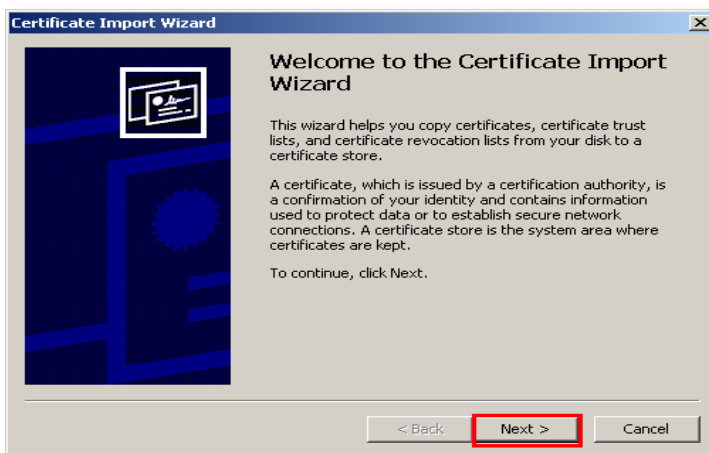 Certificate Import Wizard
Welcome to the Certificate Import
Wizard
This wizard helps you copy certificates, certificate trust
lists, and certificate revocation lists from your disk to a
certificate store.
A certificate, which is issued by a certification authority, is
a confirmation of your identity and contains information
used to protect data or to establish secure network
connections. A certificate store is the system area where
certificates are kept.
To continue, click Next.
< Back Next > Cancel